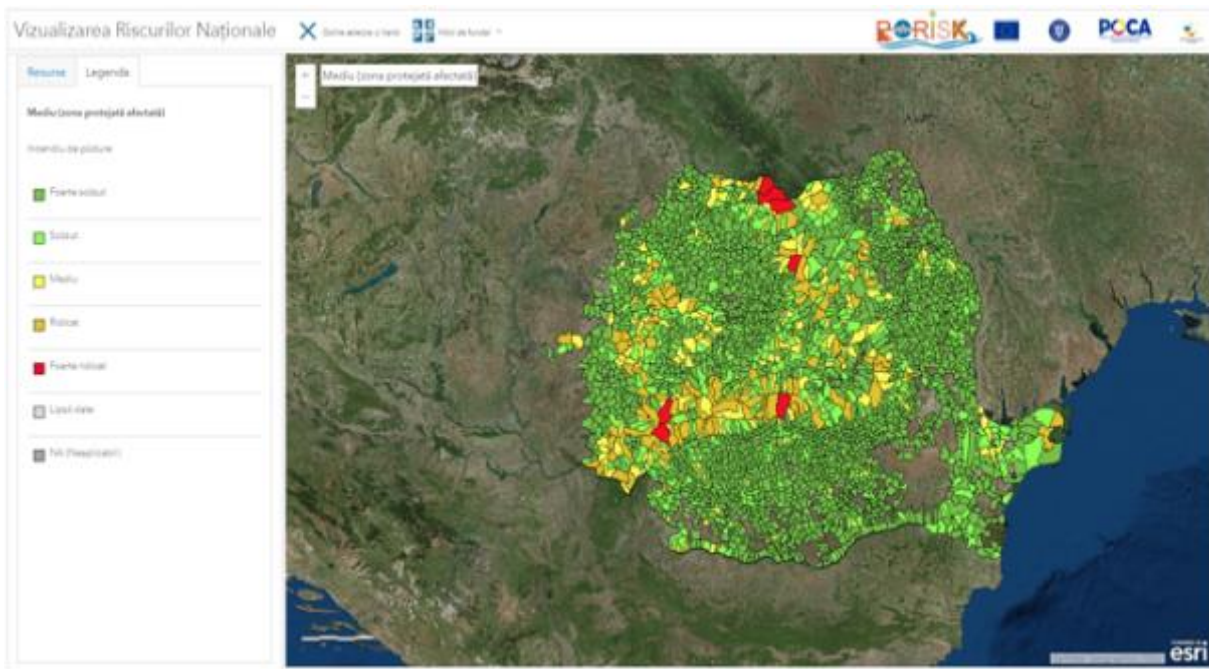 Vizualizarea Riscurilor Naționale
RORISK
POCA
Resurse
Legenda
Mediu (zona protejată afectată)
Mediu (zona protejată afectată)
Incendiu de pădure
Foarte scăzut
Scăzut
Mediu
Ridicat
Foarte ridicat
Lipsă date
NA (Neaplicabil)
esri